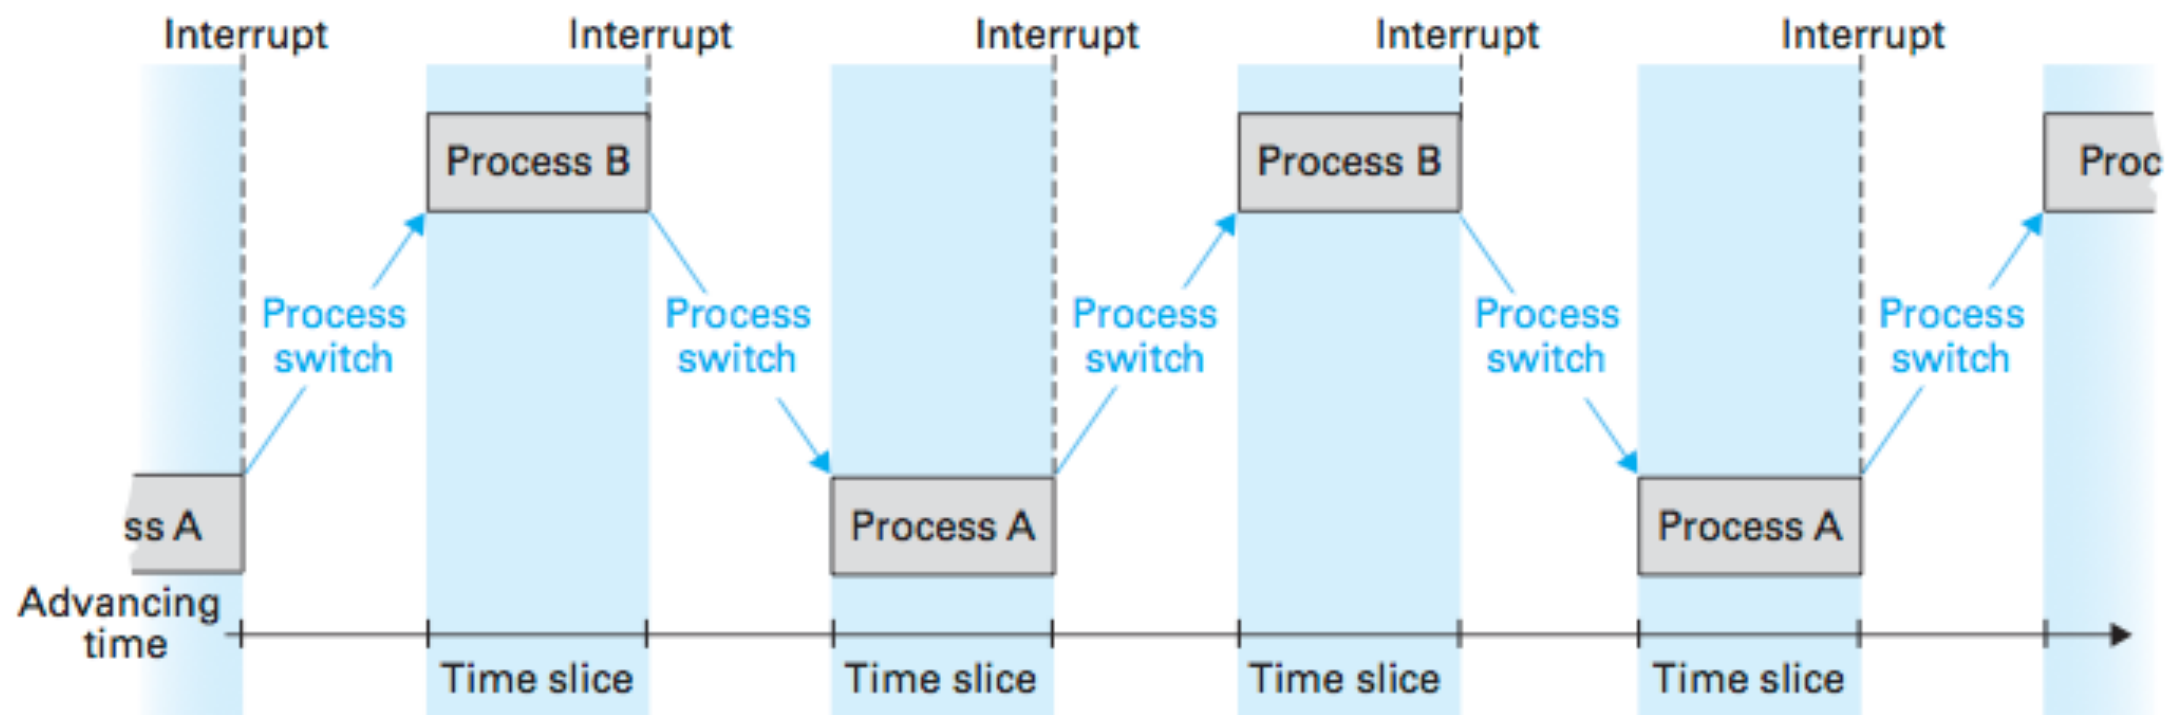 Interrupt Interrupt Interrupt Interrupt Interrupt
Process B Process B Proc
Process Process Process Process Process
switch switch switch switch switch
ss A Process A Process A
Advancing
time
Time slice Time slice Time slice Time slice